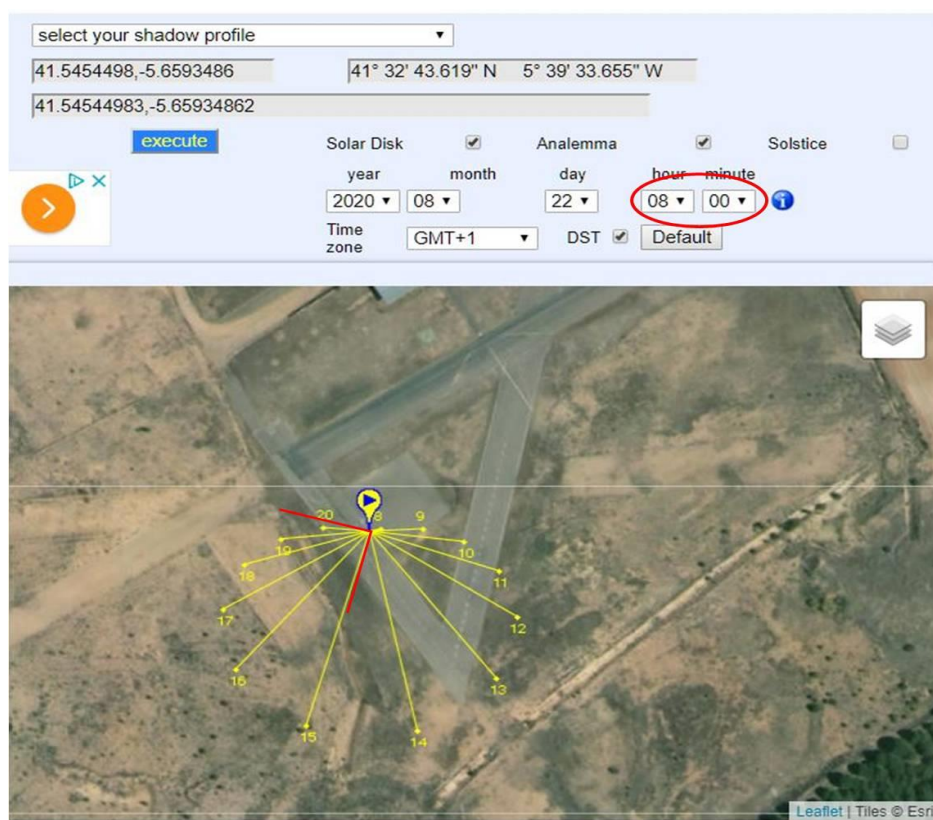 select your shadow profile
41.5454498,-5.6593486 41° 32' 43.619" N 5° 39' 33.655" W
41.54544983,-5.65934862
execute Solar Disk Analemma Solstice
year month day hour minute
2020 08 22 08 00
Time zone GMT+1 DST Default
20 8 9
19 10
18 11
17 12
16 13
15 14
Leaflet | Tiles © Esri